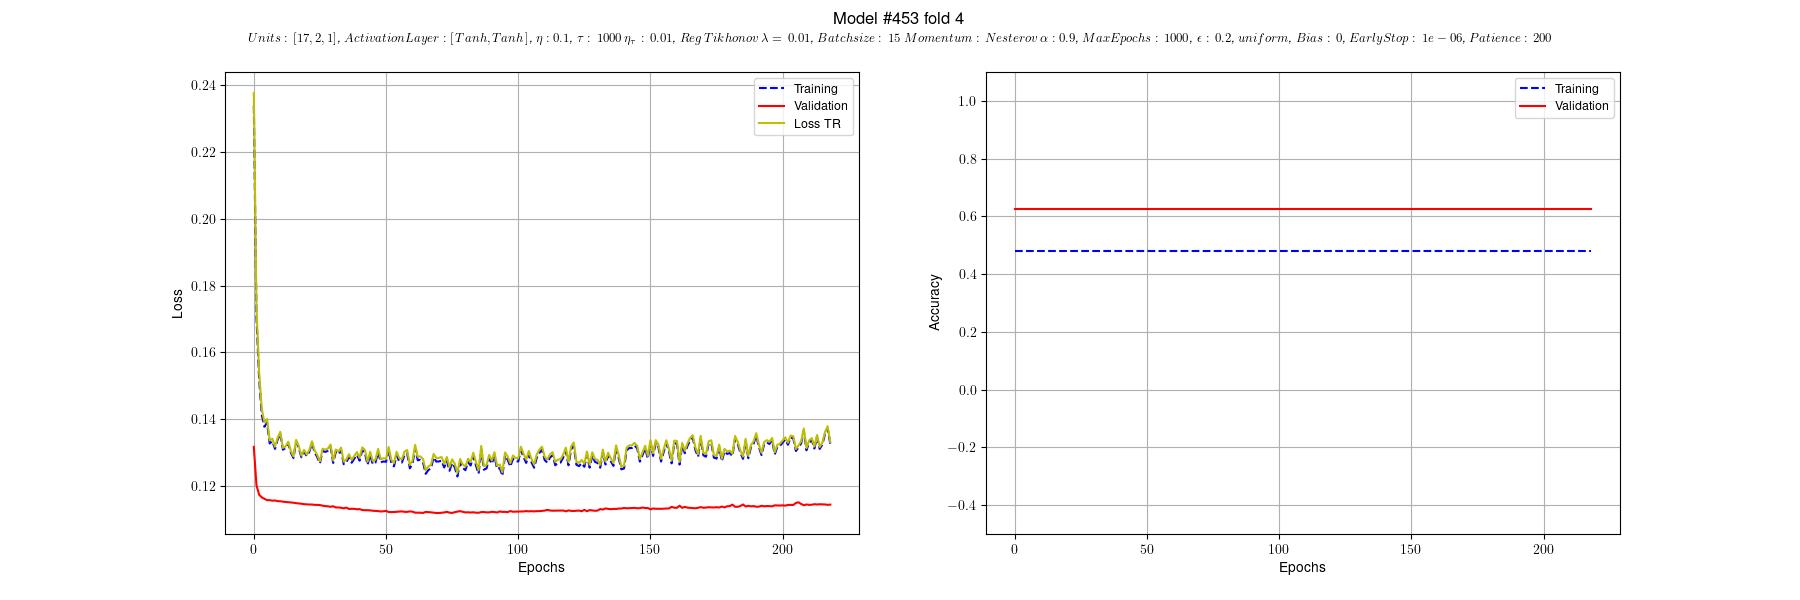 Model #453 fold 4
Units : [17, 2, 1], ActivationLayer : [Tanh, Tanh], η : 0.1, τ : 1000 η_τ : 0.01, Reg Tikhonov λ = 0.01, Batchsize : 15 Momentum : Nesterov α : 0.9, MaxEpochs : 1000, ϵ : 0.2, uniform, Bias : 0, EarlyStop : 1e − 06, Patience : 200
0.24
0.22
0.20
0.18
0.16
0.14
0.12
Loss
Training
Validation
Loss TR
0 50 100 150 200
Epochs
1.0
0.8
0.6
0.4
0.2
0.0
−0.2
−0.4
Accuracy
Training
Validation
0 50 100 150 200
Epochs